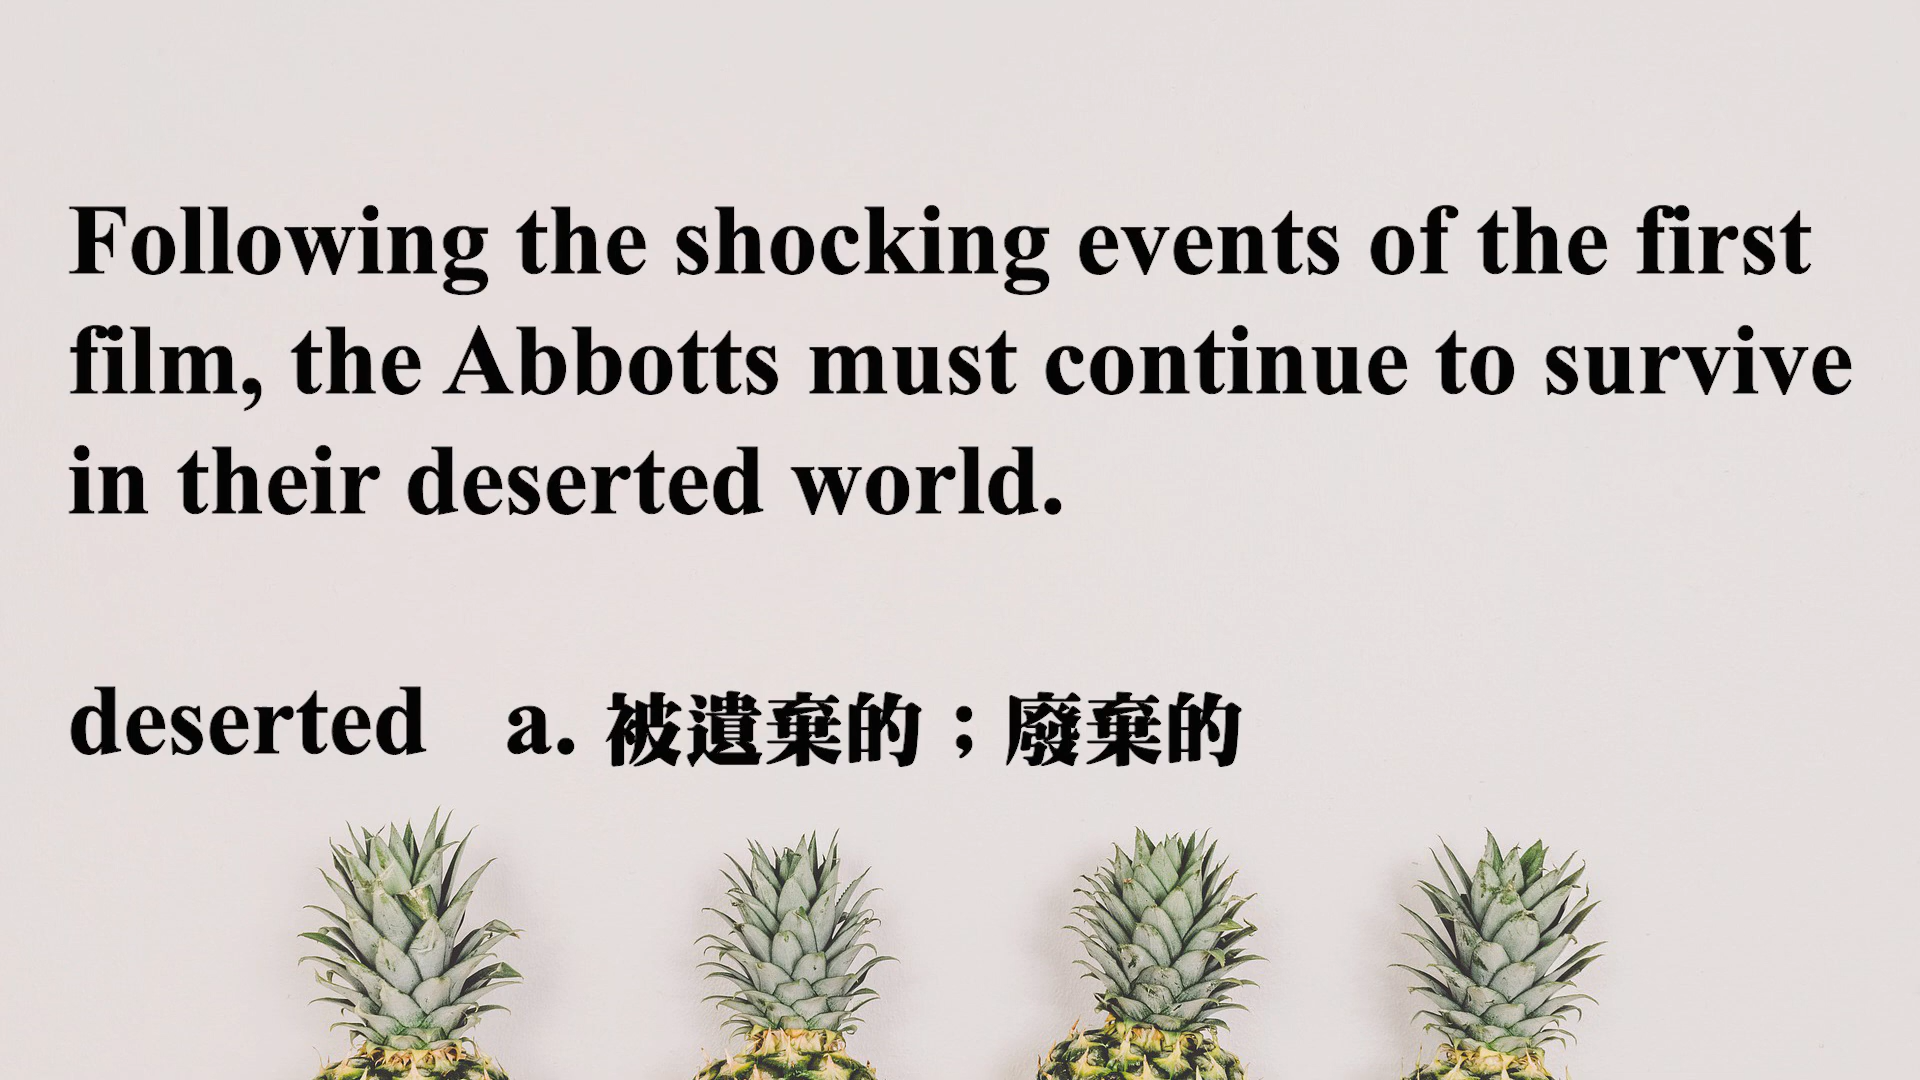 Following the shocking events of the first
film, the Abbotts must continue to survive
in their deserted world.
deserted a. 被遺棄的；廢棄的